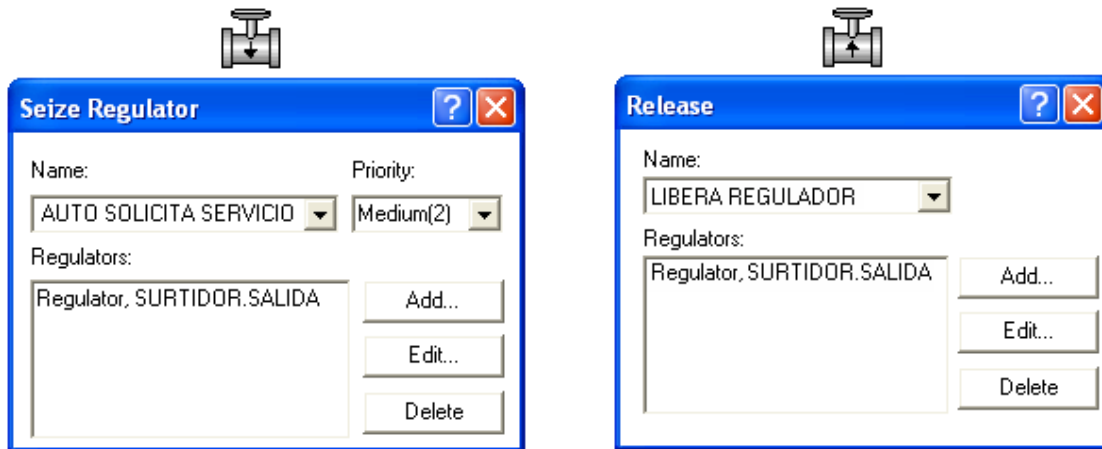 Seize Regulator
Name:
Priority:
AUTO SOLICITA SERVICIO
Medium(2)
Regulators:
Regulator, SURTIDOR.SALIDA
Add...
Edit...
Delete
Release
Name:
LIBERA REGULADOR
Regulators:
Regulator, SURTIDOR.SALIDA
Add...
Edit...
Delete